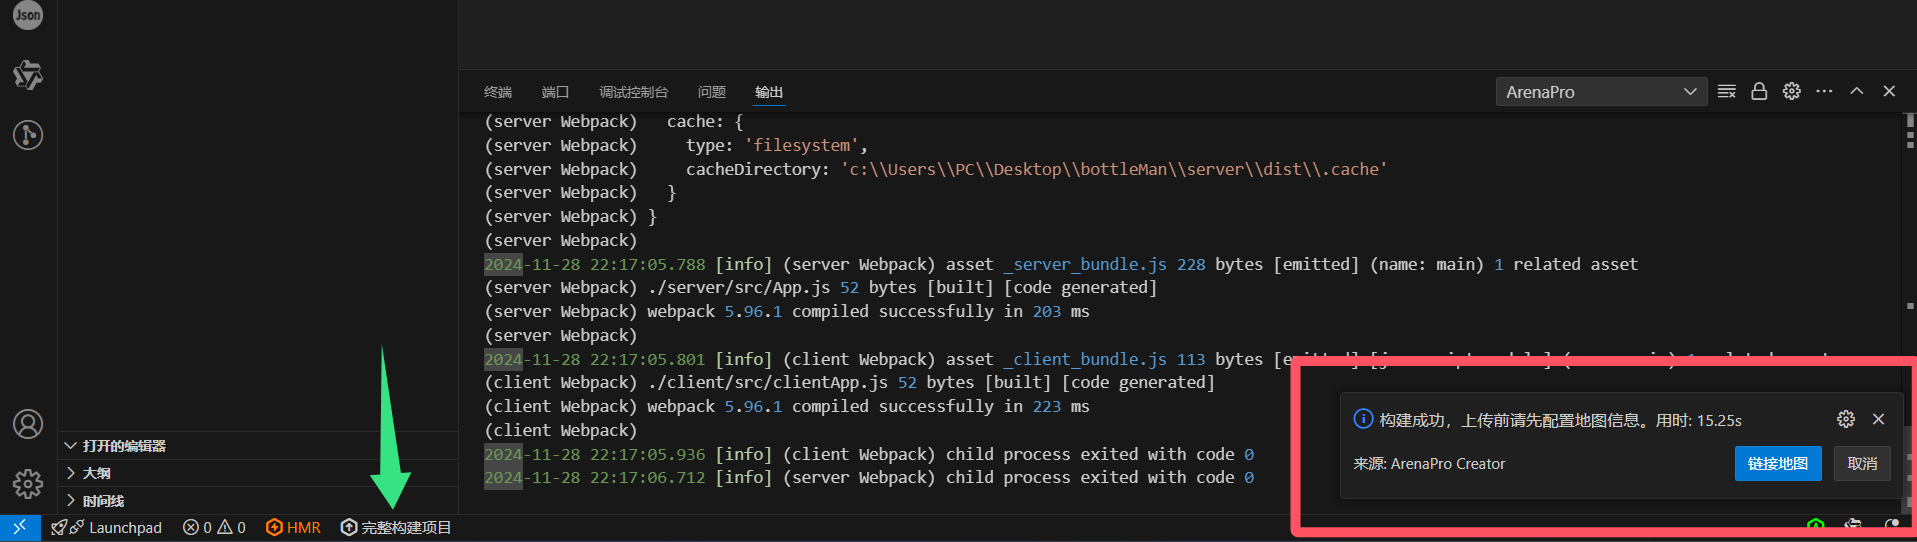 Json
终端 端口 调试控制台 问题 输出 ArenaPro
(server Webpack)   cache: {
(server Webpack)     type: 'filesystem',
(server Webpack)     cacheDirectory: 'c:\\Users\\PC\\Desktop\\bottleMan\\server\\dist\\.cache'
(server Webpack)   }
(server Webpack) }
(server Webpack)
2024-11-28 22:17:05.788 [info] (server Webpack) asset _server_bundle.js 228 bytes [emitted] (name: main) 1 related asset
(server Webpack) ./server/src/App.js 52 bytes [built] [code generated]
(server Webpack) webpack 5.96.1 compiled successfully in 203 ms
(server Webpack)
2024-11-28 22:17:05.801 [info] (client Webpack) asset _client_bundle.js 113 bytes
(client Webpack) ./client/src/clientApp.js 52 bytes [built] [code generated]
(client Webpack) webpack 5.96.1 compiled successfully in 223 ms
(client Webpack)
2024-11-28 22:17:05.936 [info] (client Webpack) child process exited with code 0
2024-11-28 22:17:06.712 [info] (server Webpack) child process exited with code 0
构建成功，上传前请先配置地图信息。用时: 15.25s
来源: ArenaPro Creator 链接地图 取消
打开的编辑器
大纲
时间线
Launchpad 0 0 HMR 完整构建项目